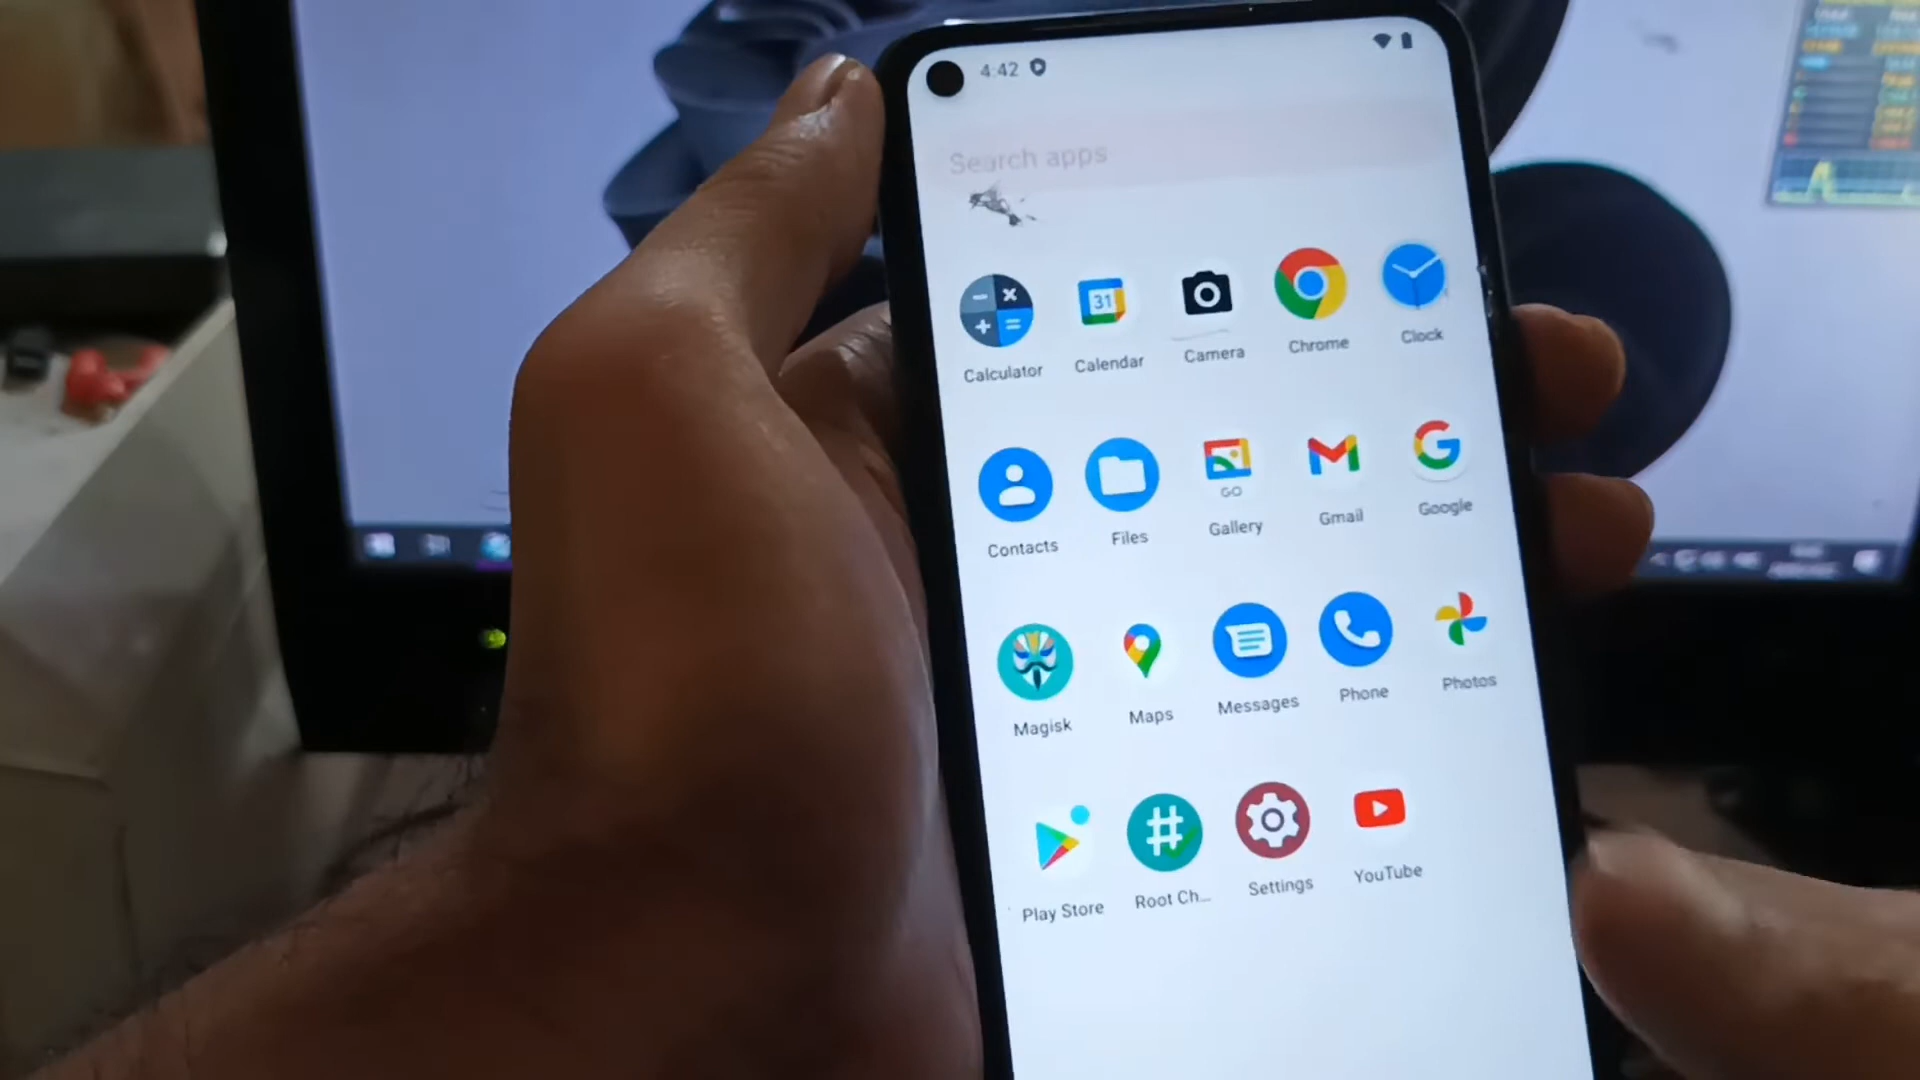 4:42
Search apps
31
Calculator
Calendar
Camera
Chrome
Clock
GO
Contacts
Files
Gallery
Gmail
Google
Magisk
Maps
Messages
Phone
Photos
Play Store
Root Ch...
Settings
YouTube